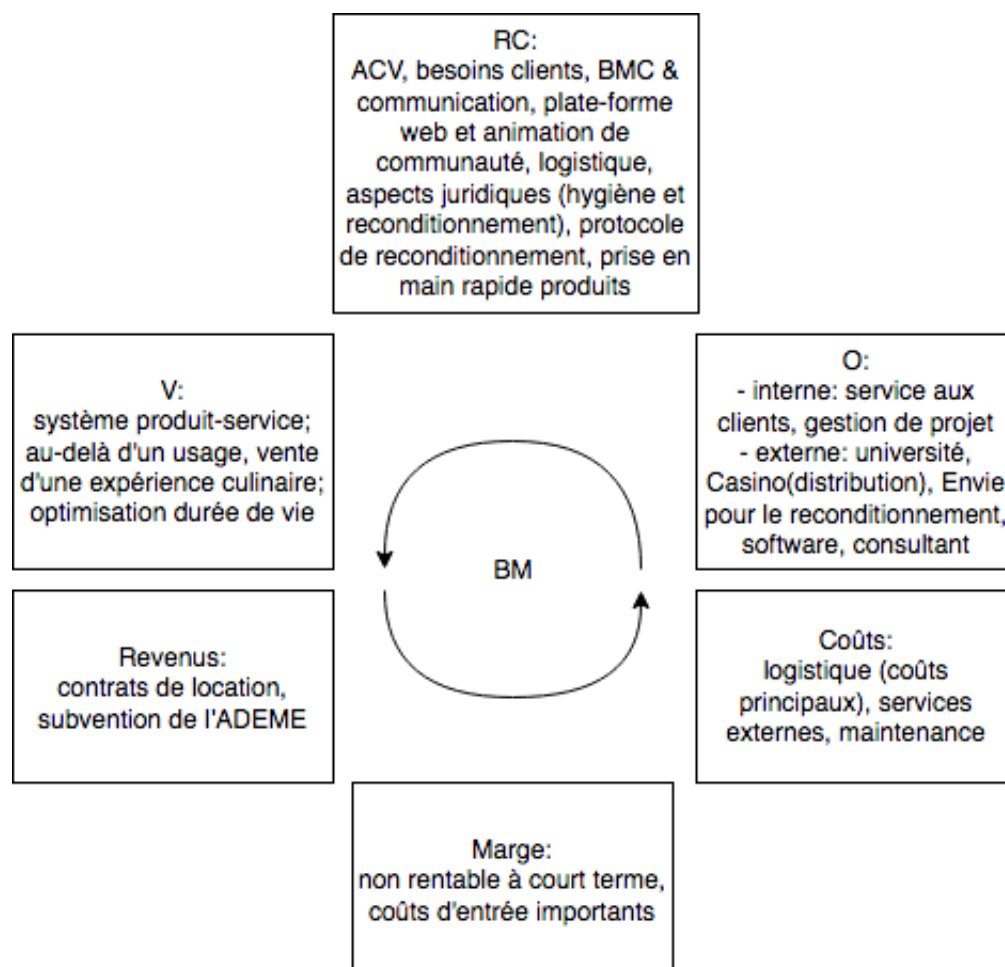 RC:
ACV, besoins clients, BMC &
communication, plate-forme
web et animation de
communauté, logistique,
aspects juridiques (hygiène et
reconditionnement), protocole
de reconditionnement, prise en
main rapide produits
V:
système produit-service;
au-delà d'un usage, vente
d'une expérience culinaire;
optimisation durée de vie
O:
- interne: service aux
clients, gestion de projet
- externe: université,
Casino(distribution), Envie
pour le reconditionnement,
software, consultant
BM
Revenus:
contrats de location,
subvention de l'ADEME
Coûts:
logistique (coûts
principaux), services
externes, maintenance
Marge:
non rentable à court terme,
coûts d'entrée importants